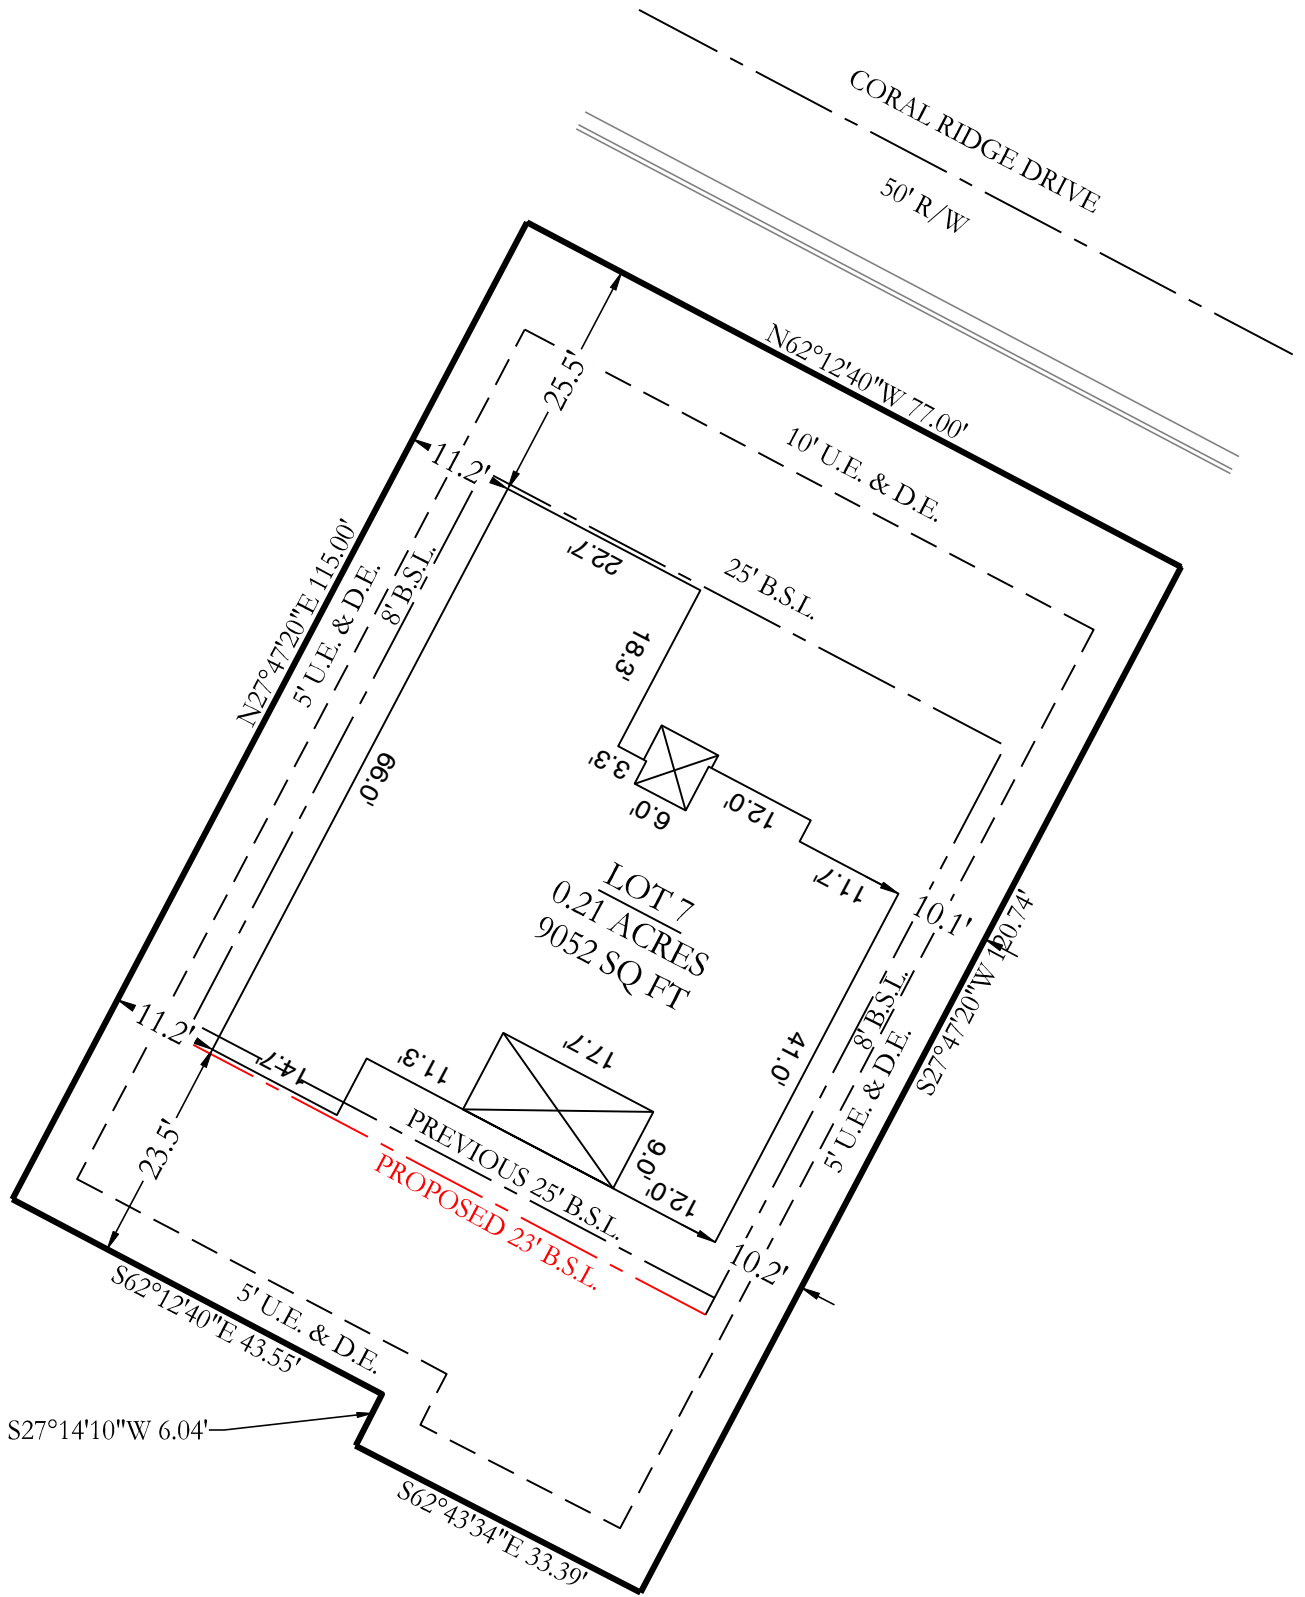 CORAL RIDGE DRIVE
50' R/W
N62°12'40"W 77.00'
25.5'
10' U.E. & D.E.
11.2'
22.7'
25' B.S.L.
N27°47'20"E 115.00'
5' U.E. & D.E.
8' B.S.L.
18.3'
3.3'
6.0'
12.0'
66.0'
11.7'
LOT 7
0.21 ACRES
9052 SQ FT
10.1'
S27°47'20"W 120.74'
8' B.S.L.
5' U.E. & D.E.
41.0'
11.2'
14.7'
11.3'
17.7'
9.0'
12.0'
PREVIOUS 25' B.S.L.
PROPOSED 23' B.S.L.
23.5'
10.2'
S62°12'40"E 43.55'
5' U.E. & D.E.
S27°14'10"W 6.04'
S62°43'34"E 33.39'